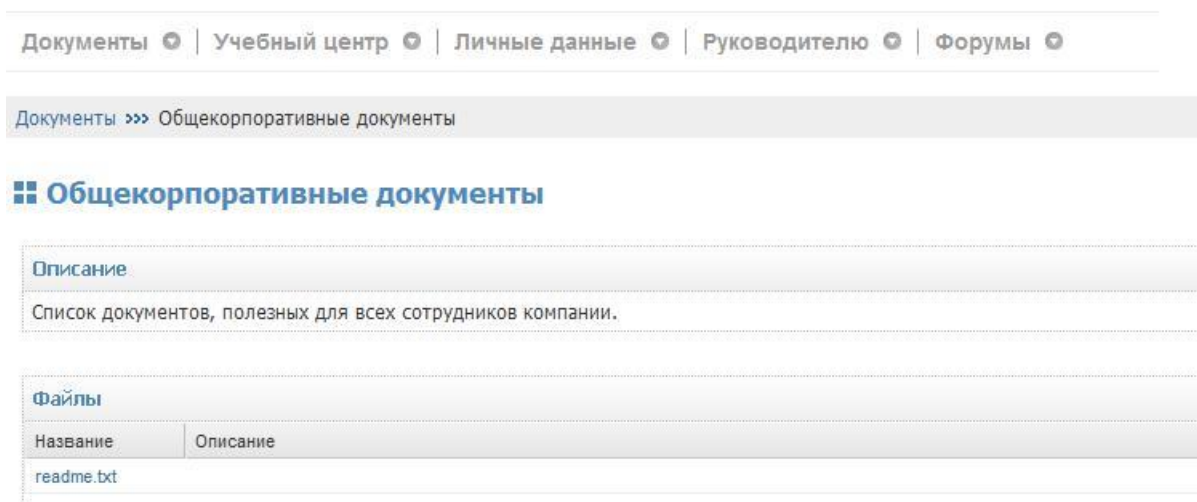 Документы | Учебный центр | Личные данные | Руководителю | Форумы
Документы »» Общекорпоративные документы
Общекорпоративные документы
Описание
Список документов, полезных для всех сотрудников компании.
Файлы
Название Описание
readme.txt